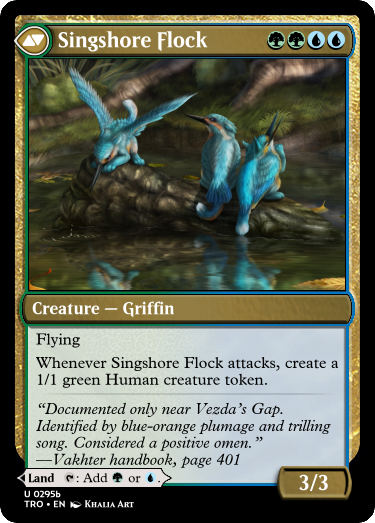 Singshore Flock
Creature — Griffin
Flying
Whenever Singshore Flock attacks, create a
1/1 green Human creature token.
“Documented only near Vezda’s Gap.
Identified by blue-orange plumage and trilling
song. Considered a positive omen.”
—Vakhter handbook, page 401
Land : Add or .
3/3
U 0295b
TRO • EN Khalia Art